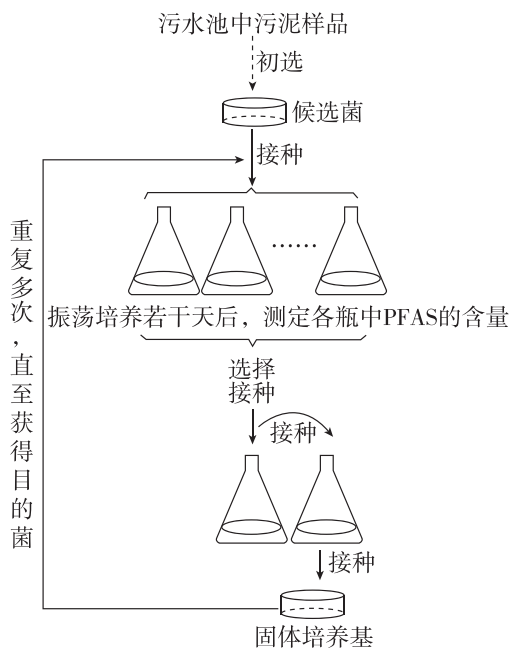 污水池中污泥样品
初选
候选菌
接种
……
振荡培养若干天后，测定各瓶中PFAS的含量
选择
接种
接种
接种
固体培养基
重复多次，直至获得目的菌